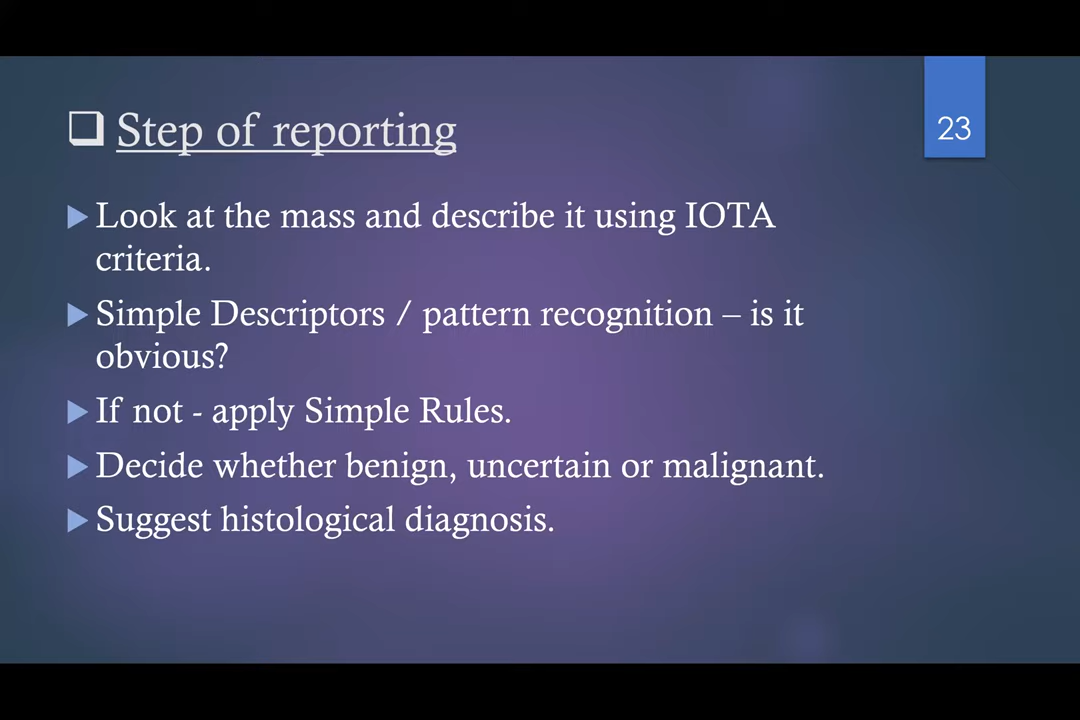 Step of reporting
23
Look at the mass and describe it using IOTA
criteria.
Simple Descriptors / pattern recognition – is it
obvious?
If not - apply Simple Rules.
Decide whether benign, uncertain or malignant.
Suggest histological diagnosis.